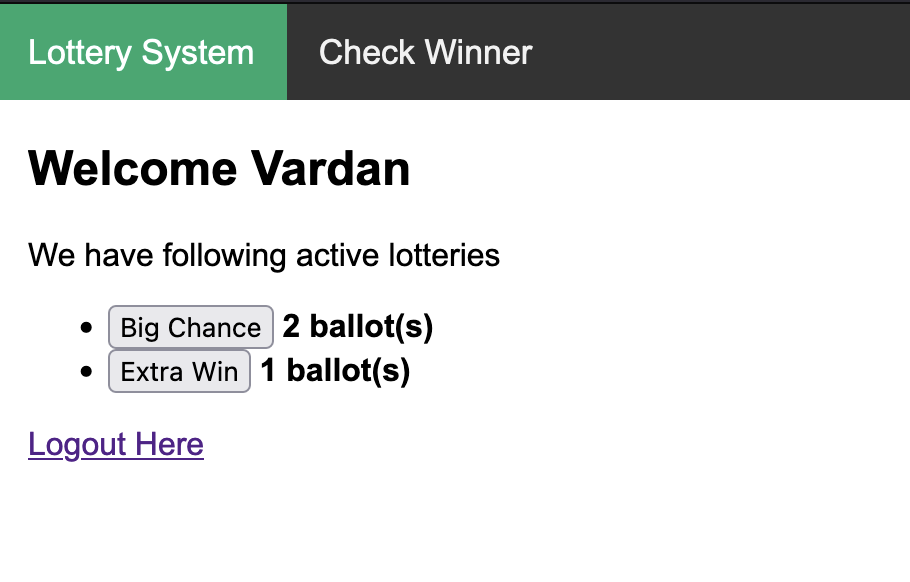 Lottery System Check Winner
Welcome Vardan
We have following active lotteries
Big Chance 2 ballot(s)
Extra Win 1 ballot(s)
Logout Here